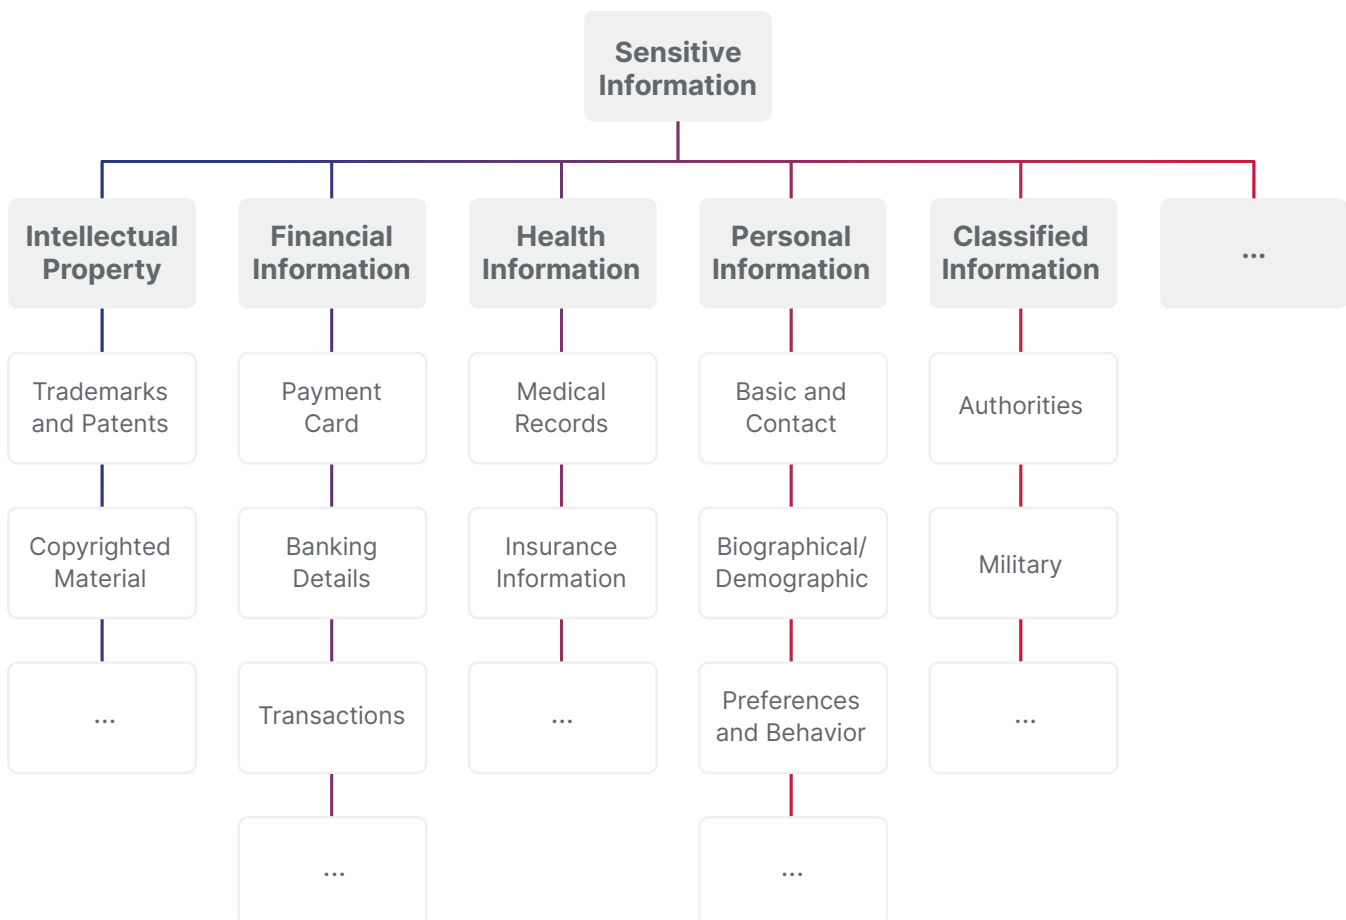 Sensitive
Information
Intellectual
Property
Financial
Information
Health
Information
Personal
Information
Classified
Information
...
Trademarks
and Patents
Copyrighted
Material
...
Payment
Card
Banking
Details
Transactions
...
Medical
Records
Insurance
Information
...
Basic and
Contact
Biographical/
Demographic
Preferences
and Behavior
...
Authorities
Military
...